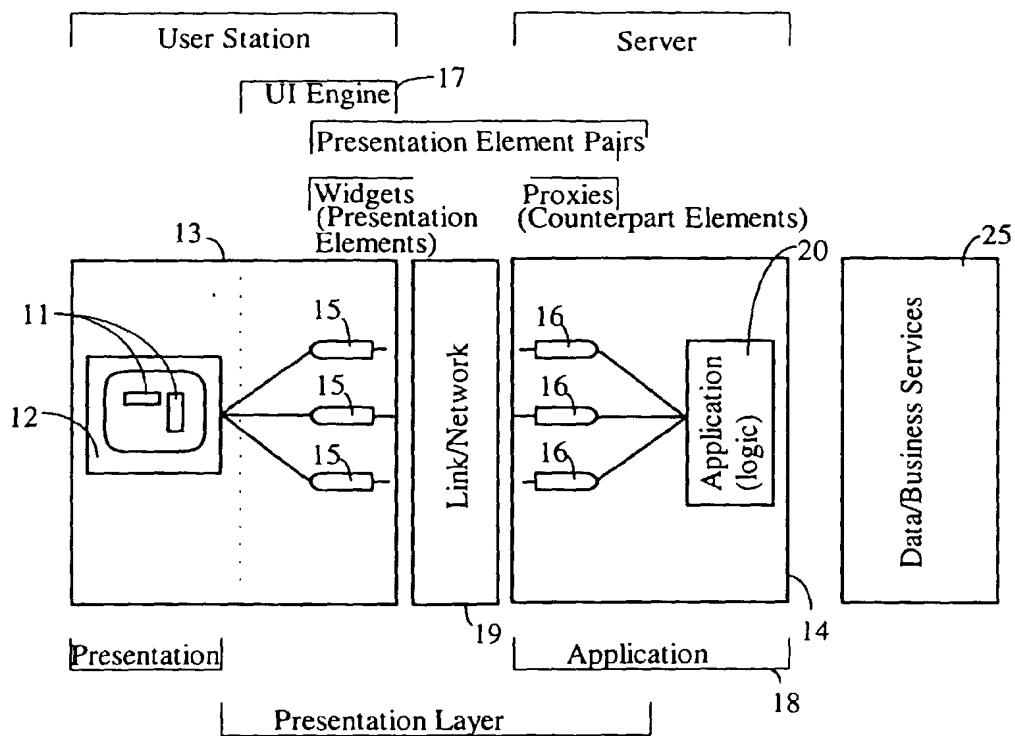 User Station
Server
17
UI Engine
Presentation Element Pairs
Widgets
(Presentation
Elements)
Proxies
(Counterpart Elements)
13
20
25
11
15
16
12
15
16
15
16
Link/Network
Application
(logic)
Data/Business Services
19
14
Presentation
Application
18
Presentation Layer